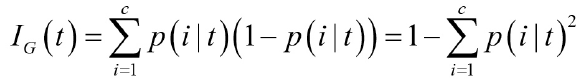 I_G(t) = \sum_{i=1}^{c} p(i|t)(1-p(i|t)) = 1-\sum_{i=1}^{c} p(i|t)^2